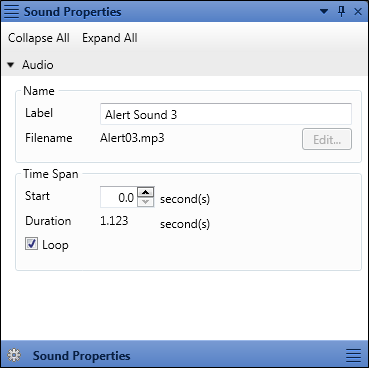 Sound Properties
Collapse All Expand All
Audio
Name
Label Alert Sound 3
Filename Alert03.mp3 Edit...
Time Span
Start 0.0 second(s)
Duration 1.123 second(s)
Loop
Sound Properties